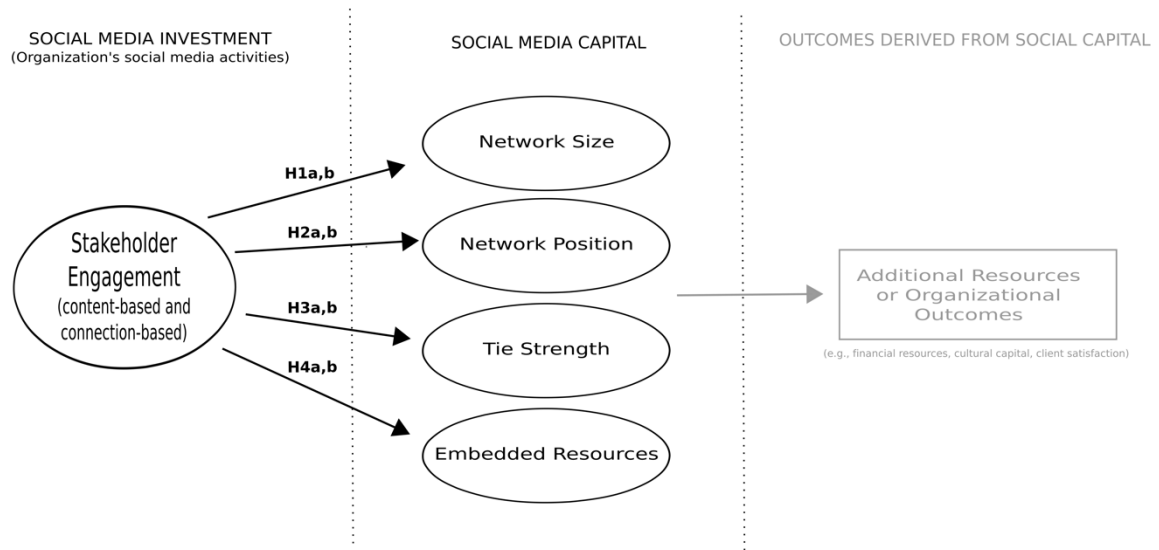 SOCIAL MEDIA INVESTMENT
(Organization's social media activities)
SOCIAL MEDIA CAPITAL
OUTCOMES DERIVED FROM SOCIAL CAPITAL
Stakeholder
Engagement
(content-based and
connection-based)
H1a,b
H2a,b
H3a,b
H4a,b
Network Size
Network Position
Tie Strength
Embedded Resources
Additional Resources
or Organizational
Outcomes
(e.g., financial resources, cultural capital, client satisfaction)